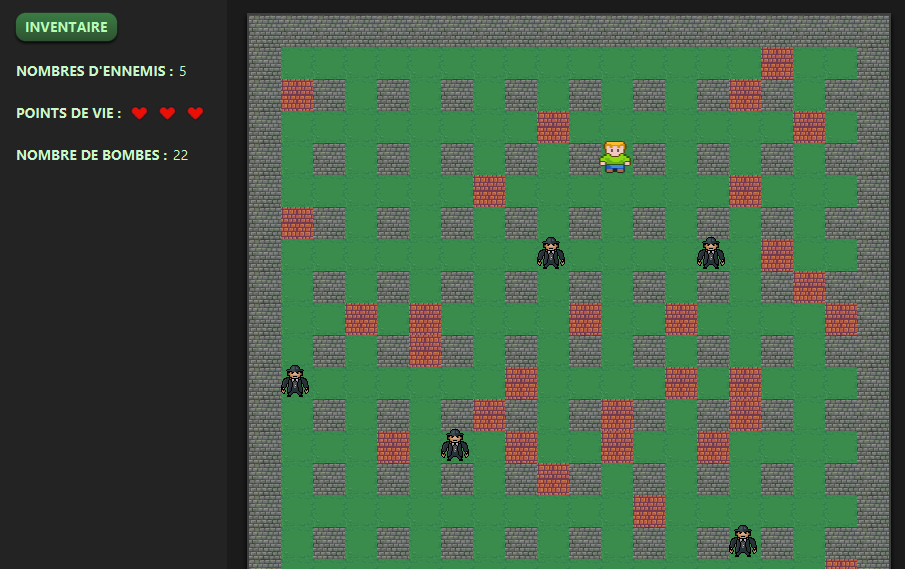 INVENTAIRE
NOMBRES D'ENNEMIS : 5
POINTS DE VIE :
NOMBRE DE BOMBES : 22